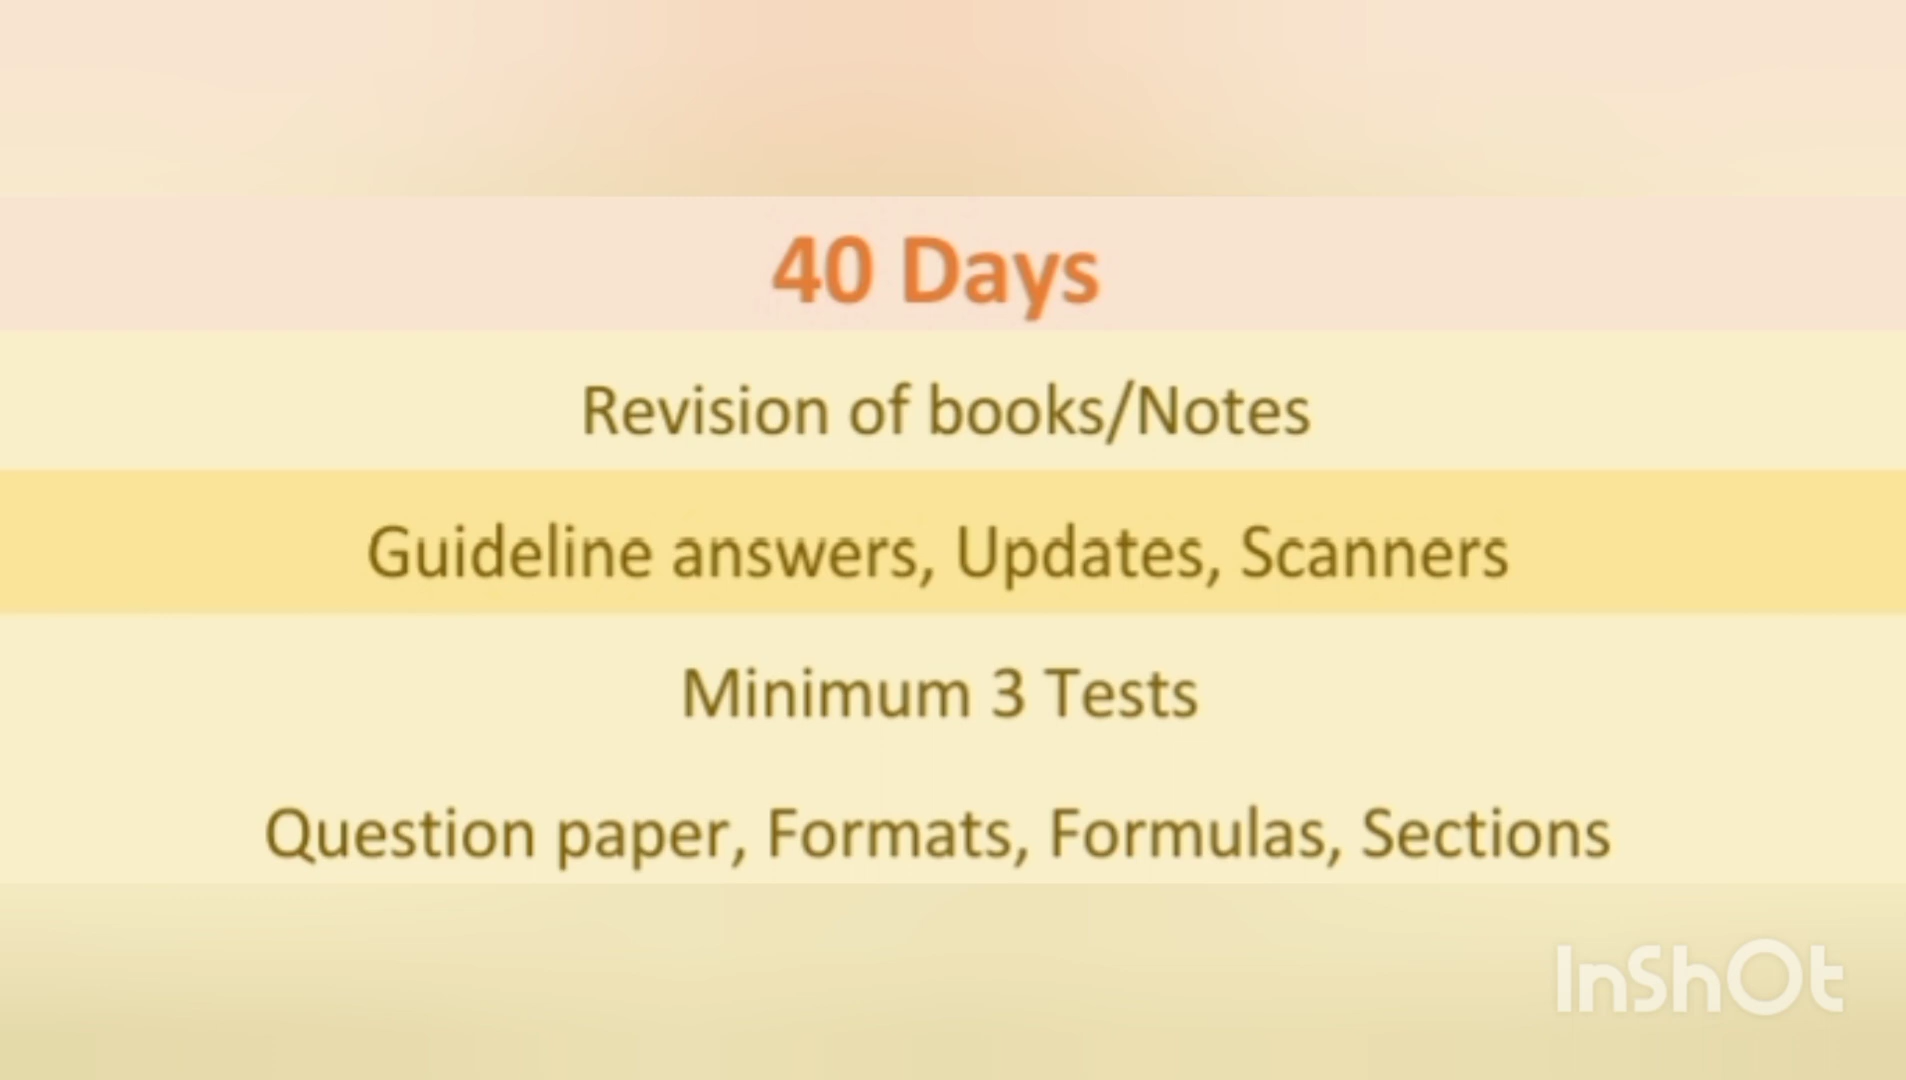 40 Days
Revision of books/Notes
Guideline answers, Updates, Scanners
Minimum 3 Tests
Question paper, Formats, Formulas, Sections
InShOt